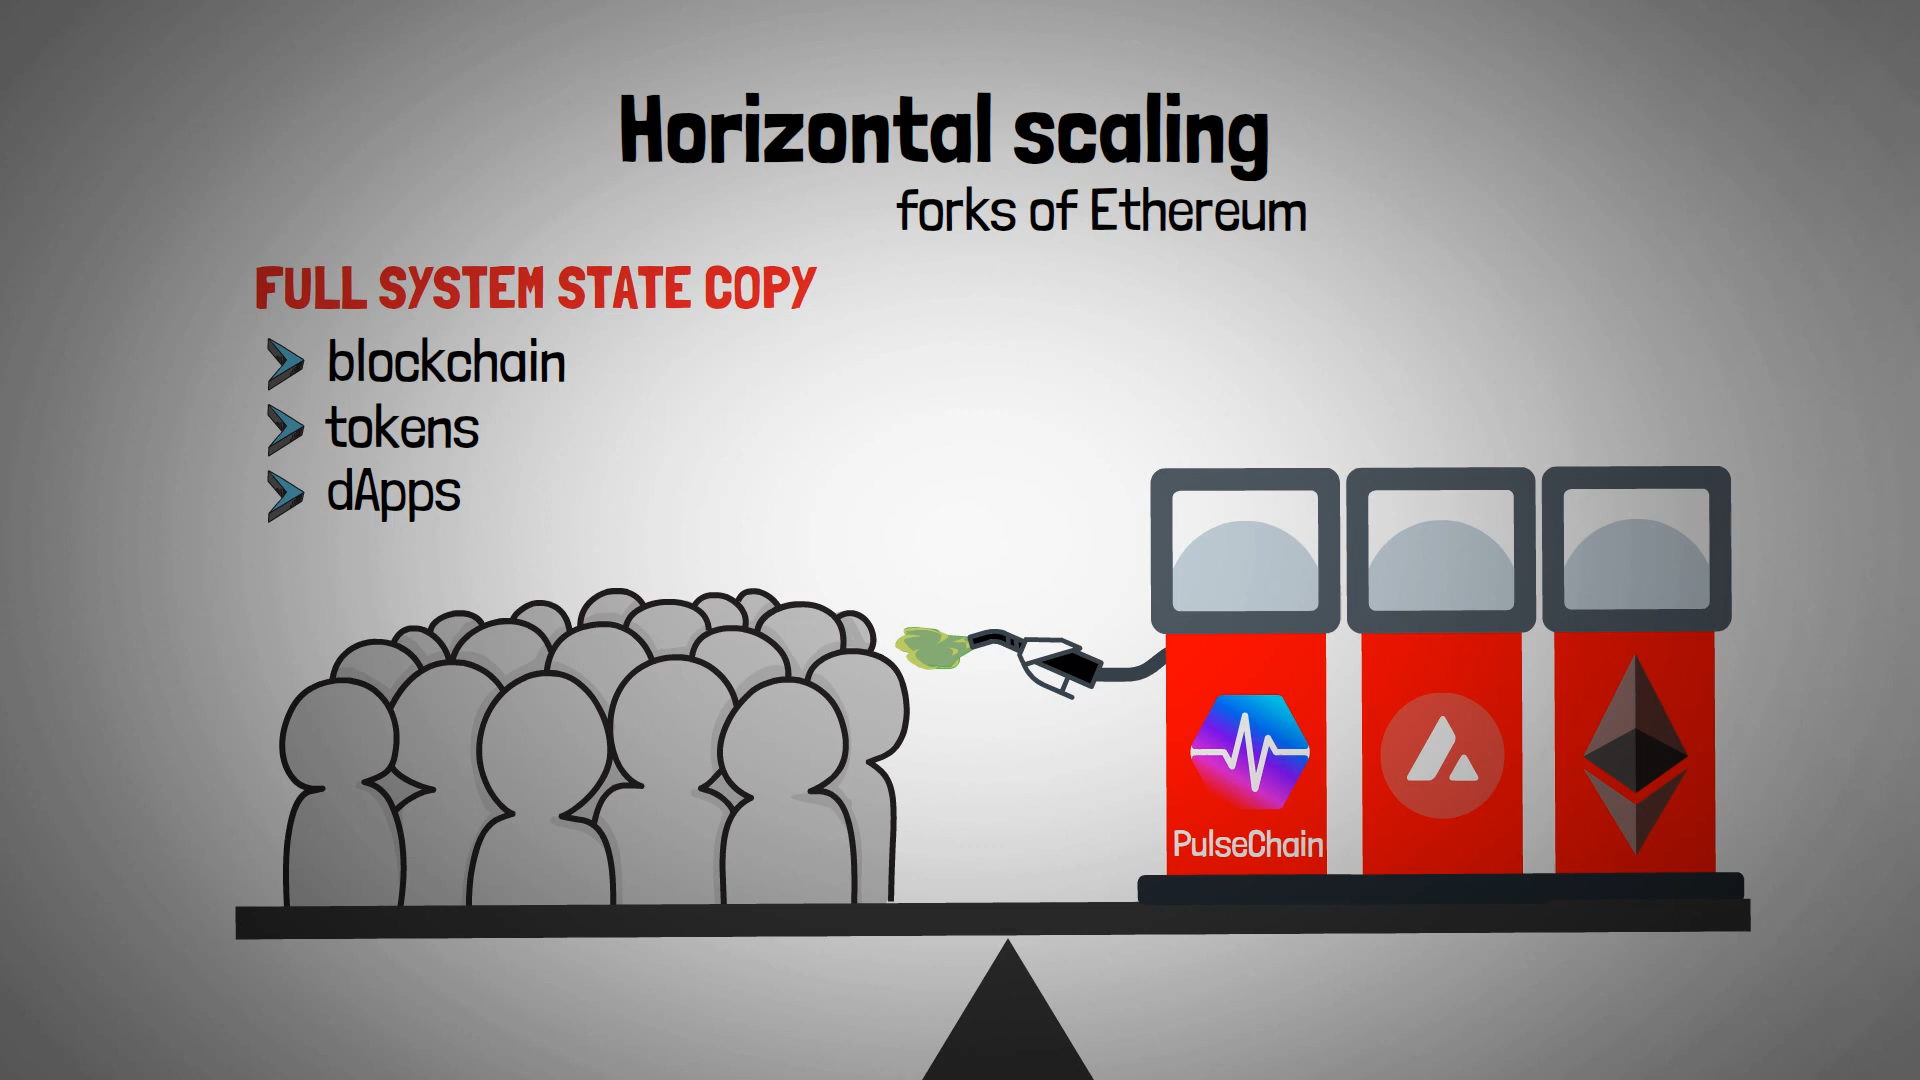 Horizontal scaling
forks of Ethereum
FULL SYSTEM STATE COPY
blockchain
tokens
dApps
PulseChain